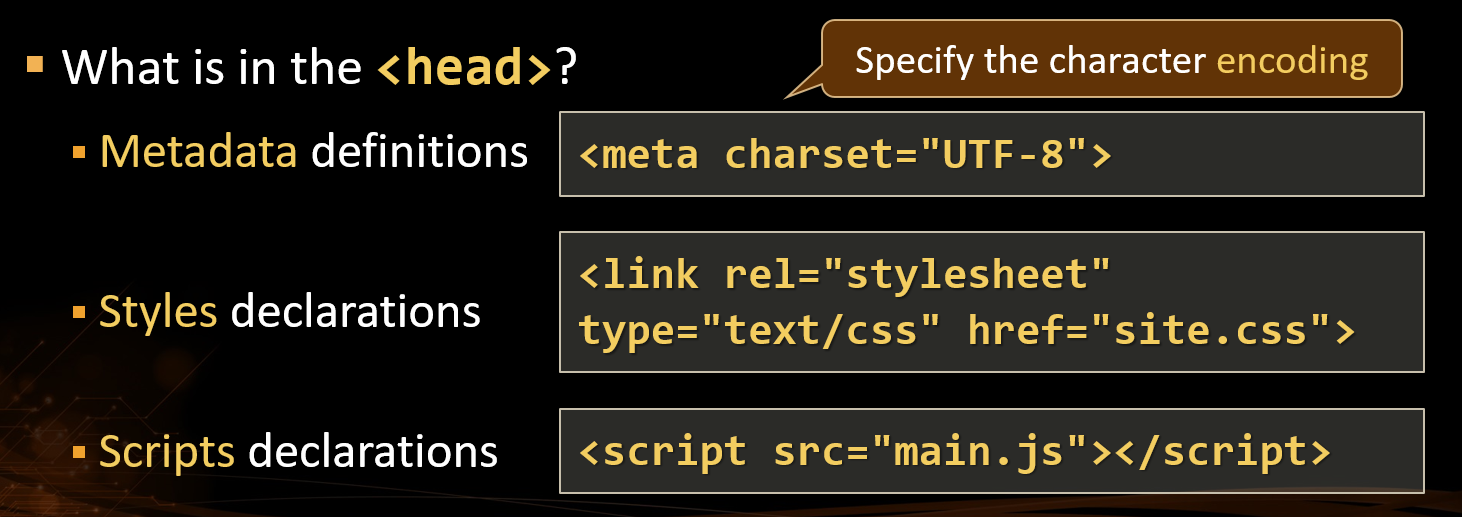 What is in the <head>?
Specify the character encoding
Metadata definitions
<meta charset="UTF-8">
Styles declarations
<link rel="stylesheet"
type="text/css" href="site.css">
Scripts declarations
<script src="main.js"></script>